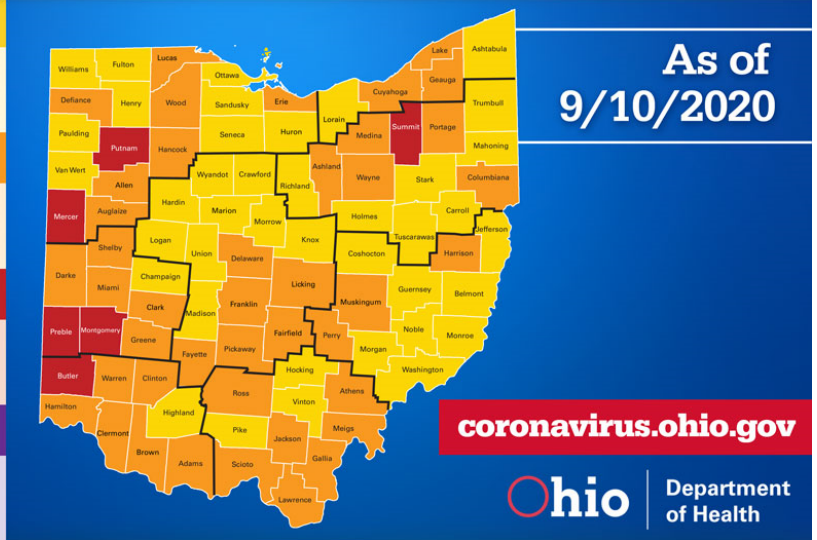 As of
9/10/2020
Williams
Fulton
Lucas
Ottawa
Lake
Ashtabula
Geauga
Defiance
Henry
Wood
Sandusky
Erie
Cuyahoga
Trumbull
Lorain
Paulding
Putnam
Hancock
Seneca
Huron
Medina
Summit
Portage
Mahoning
Van Wert
Allen
Wyandot
Crawford
Richland
Ashland
Wayne
Stark
Columbiana
Mercer
Auglaize
Hardin
Marion
Morrow
Holmes
Tuscarawas
Carroll
Jefferson
Shelby
Logan
Union
Delaware
Knox
Coshocton
Harrison
Darke
Miami
Champaign
Licking
Muskingum
Guernsey
Belmont
Clark
Madison
Franklin
Preble
Montgomery
Greene
Fayette
Pickaway
Fairfield
Perry
Morgan
Noble
Monroe
Washington
Butler
Warren
Clinton
Ross
Hocking
Athens
Hamilton
Clermont
Brown
Highland
Adams
Pike
Vinton
Meigs
Scioto
Jackson
Gallia
Lawrence
coronavirus.ohio.gov
Ohio
Department
of Health